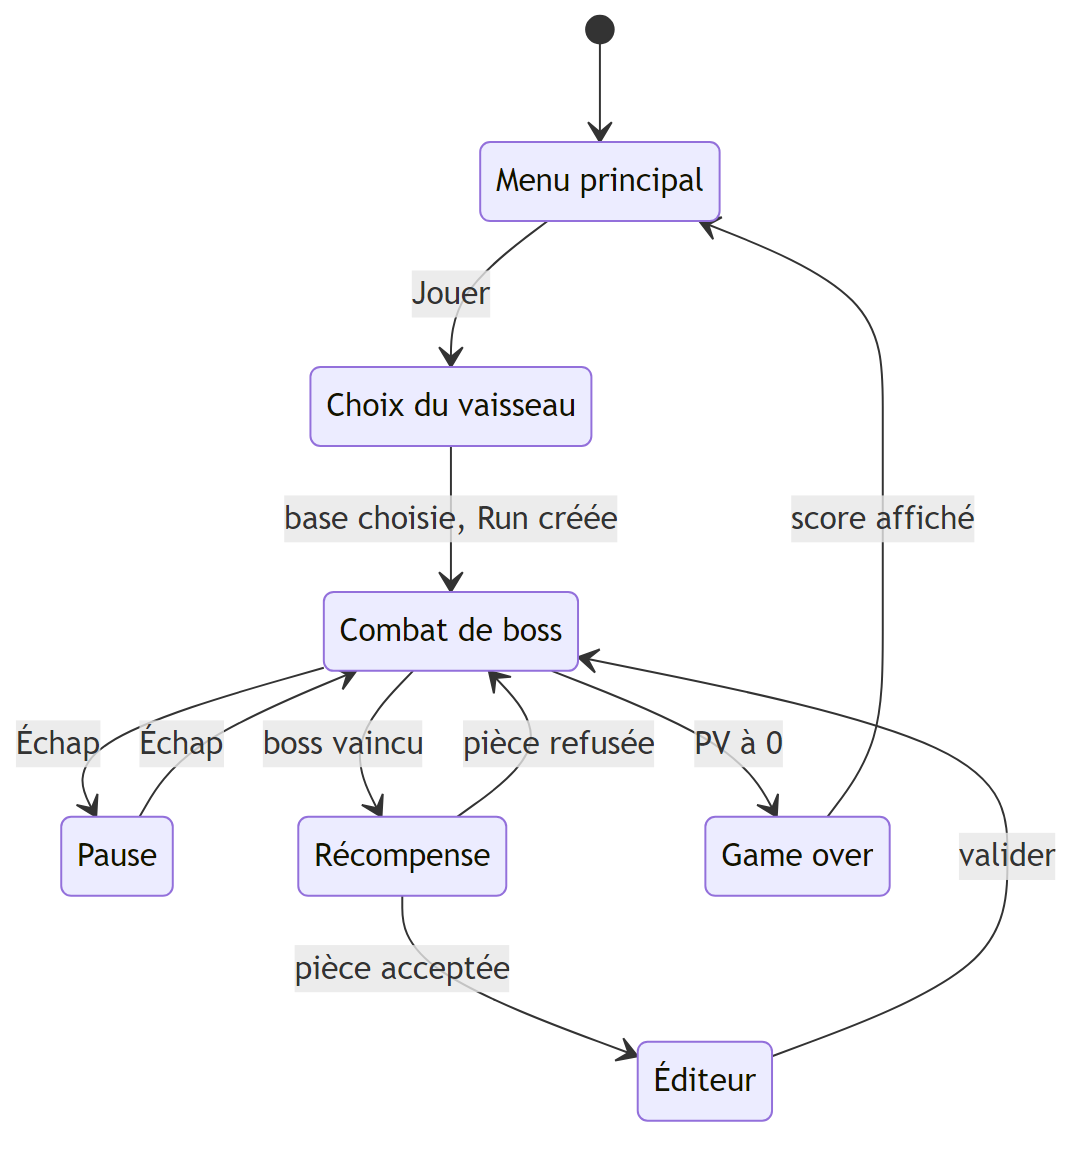 Menu principal
Jouer
Choix du vaisseau
base choisie, Run créée
score affiché
Combat de boss
Échap
Échap
boss vaincu
pièce refusée
PV à 0
Pause
Récompense
Game over
valider
pièce acceptée
Éditeur